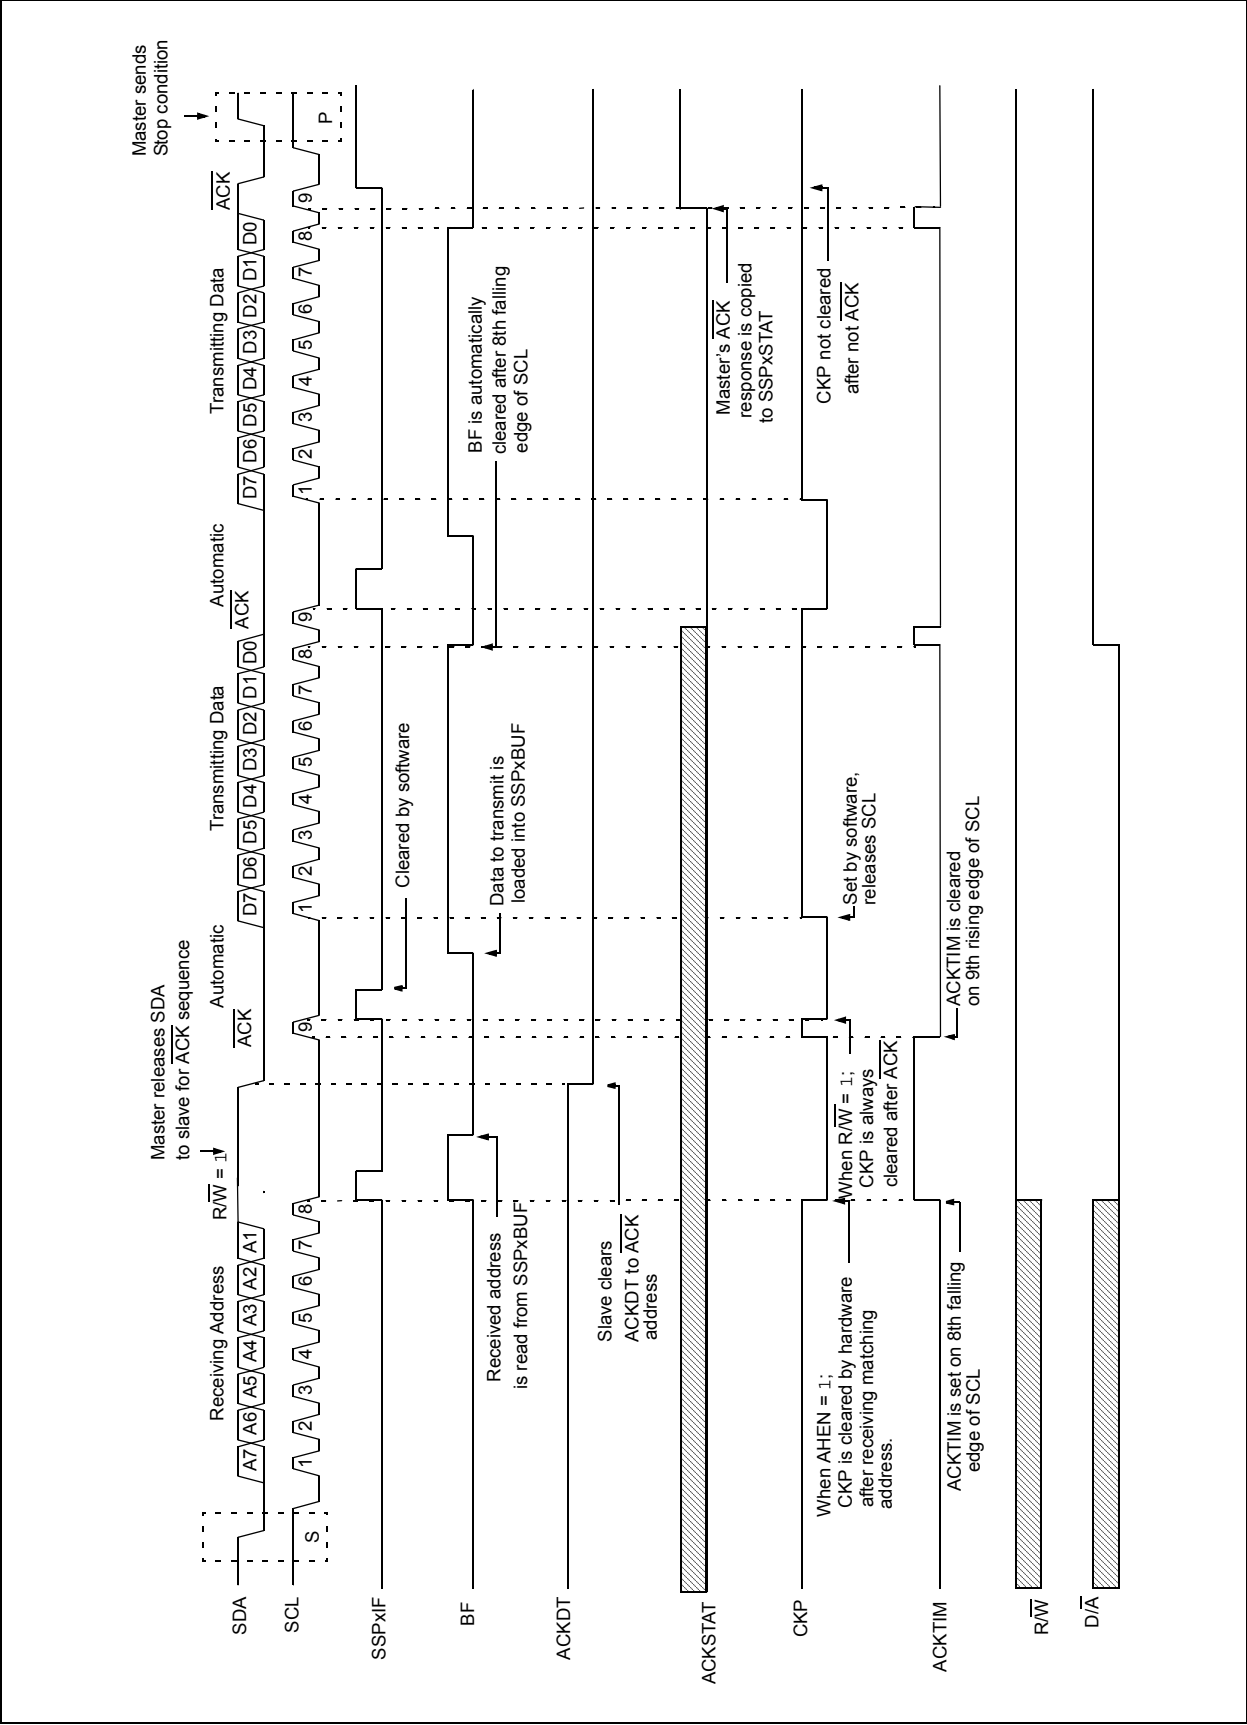 Master releases SDA
to slave for ACK sequence
Master sends
Stop condition
Receiving Address
R/W = 1
ACK
Automatic
Transmitting Data
ACK
Automatic
Transmitting Data
ACK
SDA
A7 A6 A5 A4 A3 A2 A1
D7 D6 D5 D4 D3 D2 D1 D0
D7 D6 D5 D4 D3 D2 D1 D0
SCL
S
1 2 3 4 5 6 7 8 9
1 2 3 4 5 6 7 8 9
1 2 3 4 5 6 7 8 9
P
SSPxIF
Cleared by software
BF
Received address
is read from SSPxBUF
Data to transmit is
loaded into SSPxBUF
BF is automatically
cleared after 8th falling
edge of SCL
ACKDT
Slave clears
ACKDT to ACK
address
ACKSTAT
Master's ACK
response is copied
to SSPxSTAT
CKP
When AHEN = 1;
CKP is cleared by hardware
after receiving matching
address.
When R/W = 1;
CKP is always
cleared after ACK
Set by software,
releases SCL
CKP not cleared
after not ACK
ACKTIM
ACKTIM is set on 8th falling
edge of SCL
ACKTIM is cleared
on 9th rising edge of SCL
R/W
D/A